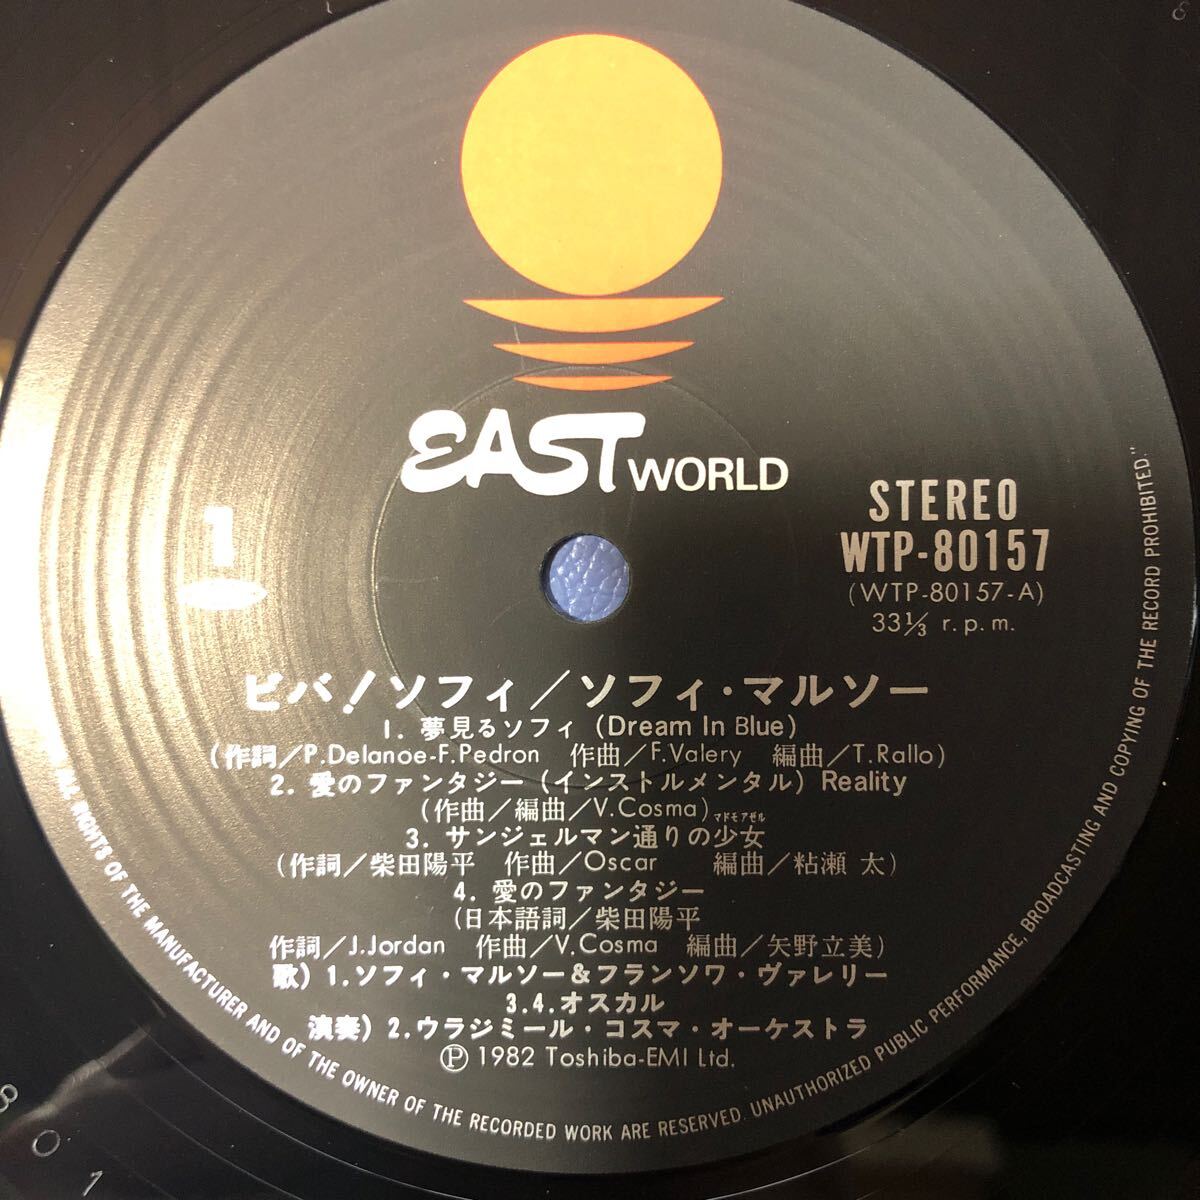 EAST WORLD
1
STEREO
WTP-80157
(WTP-80157-A)
33⅓ r.p.m.
ビバ!ソフィ/ソフィ・マルソー
1. 夢見るソフィ (Dream In Blue)
(作詞/P.Delanoe-F.Pedron 作曲/F.Valery 編曲/T.Rallo)
2. 愛のファンタジー (インストルメンタル) Reality
(作曲/編曲/V.Cosma)
マドモアゼル
3. サンジェルマン通りの少女
(作詞/柴田陽平 作曲/Oscar 編曲/粘瀬 太)
4. 愛のファンタジー
(日本語詞/柴田陽平
作詞/J.Jordan 作曲/V.Cosma 編曲/矢野立美)
歌) 1.ソフィ・マルソー&フランソワ・ヴァレリー
3.4.オスカル
演奏) 2.ウラジミール・コスマ・オーケストラ
Ⓟ 1982 Toshiba-EMI Ltd.
ALL RIGHTS OF THE MANUFACTURER AND OF THE OWNER OF THE RECORDED WORK ARE RESERVED. UNAUTHORIZED PUBLIC PERFORMANCE, BROADCASTING AND COPYING OF THE RECORD PROHIBITED."
8 0 1